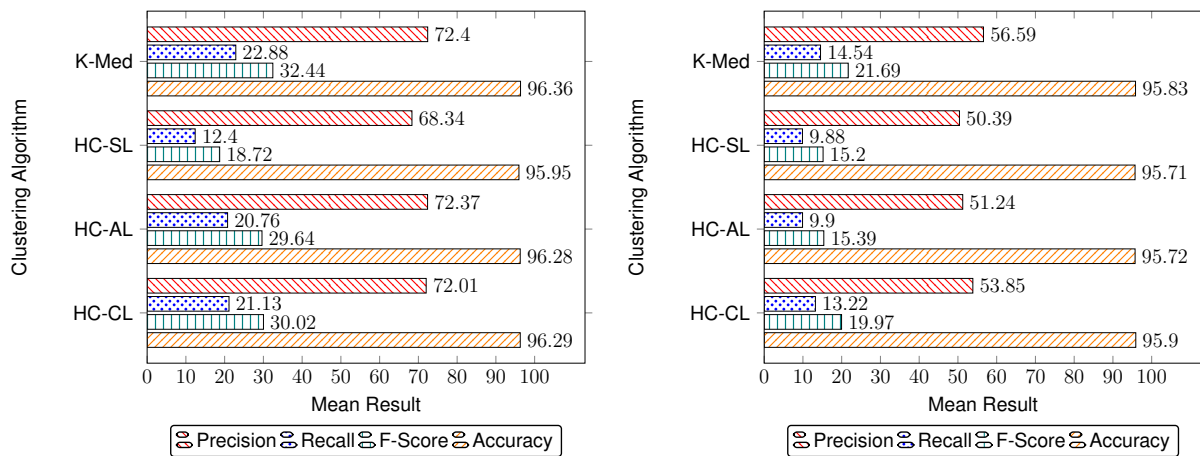 Clustering Algorithm
K-Med
72.4
22.88
32.44
96.36
HC-SL
68.34
12.4
18.72
95.95
HC-AL
72.37
20.76
29.64
96.28
HC-CL
72.01
21.13
30.02
96.29
0 10 20 30 40 50 60 70 80 90 100
Mean Result
Precision Recall F-Score Accuracy
Clustering Algorithm
K-Med
56.59
14.54
21.69
95.83
HC-SL
50.39
9.88
15.2
95.71
HC-AL
51.24
9.9
15.39
95.72
HC-CL
53.85
13.22
19.97
95.9
0 10 20 30 40 50 60 70 80 90 100
Mean Result
Precision Recall F-Score Accuracy